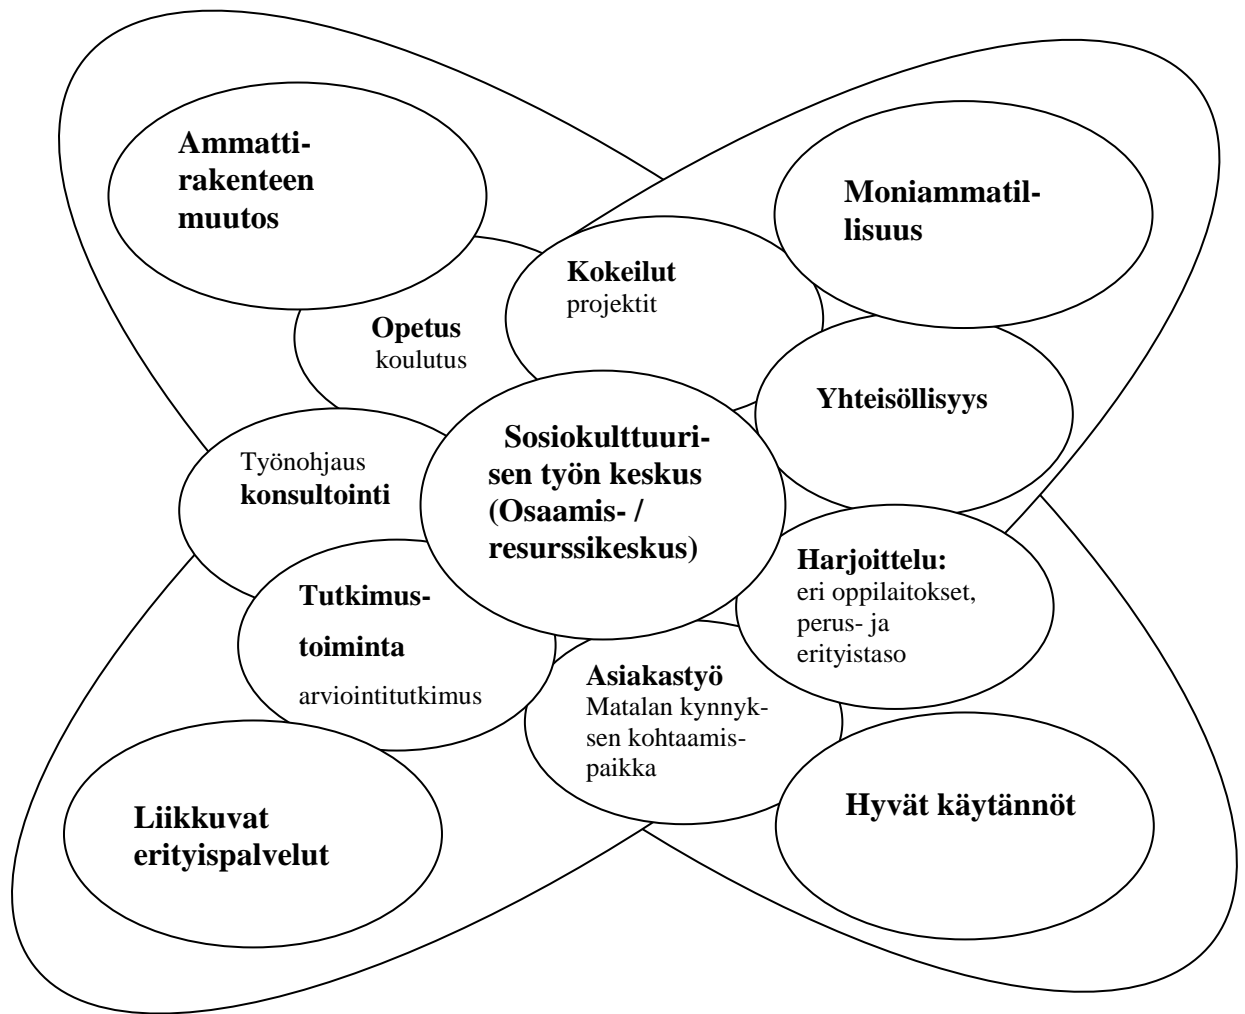 Ammatti-
rakenteen
muutos
Moniammatil-
lisuus
Kokeilut
projektit
Opetus
koulutus
Yhteisöllisyys
Työnohjaus
konsultointi
Sosiokulttuuri-
sen työn keskus
(Osaamis- /
resurssikeskus)
Harjoittelu:
eri oppilaitokset,
perus- ja
erityistaso
Tutkimus-
toiminta
arviointitutkimus
Asiakastyö
Matalan kynnyk-
sen kohtaamis-
paikka
Liikkuvat
erityispalvelut
Hyvät käytännöt